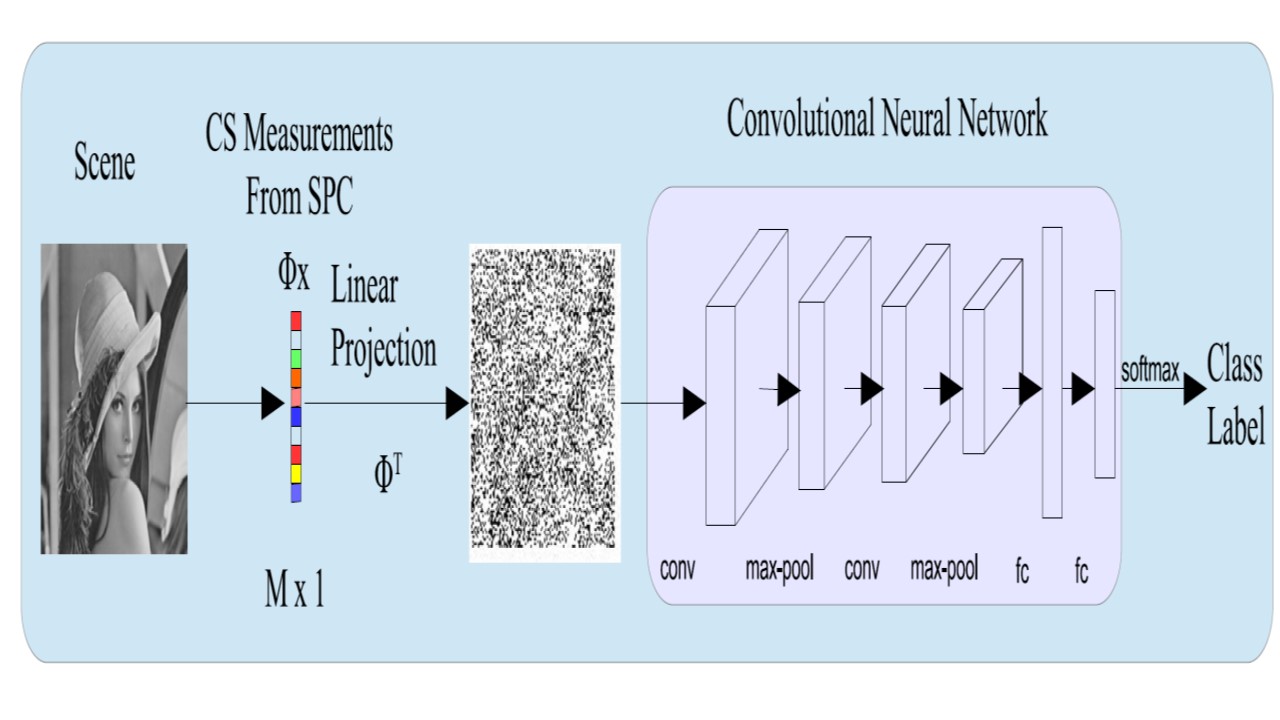 Scene
CS Measurements
From SPC
Φx
Linear
Projection
Φᵀ
M x 1
Convolutional Neural Network
conv
max-pool
conv
max-pool
fc
fc
softmax
Class
Label